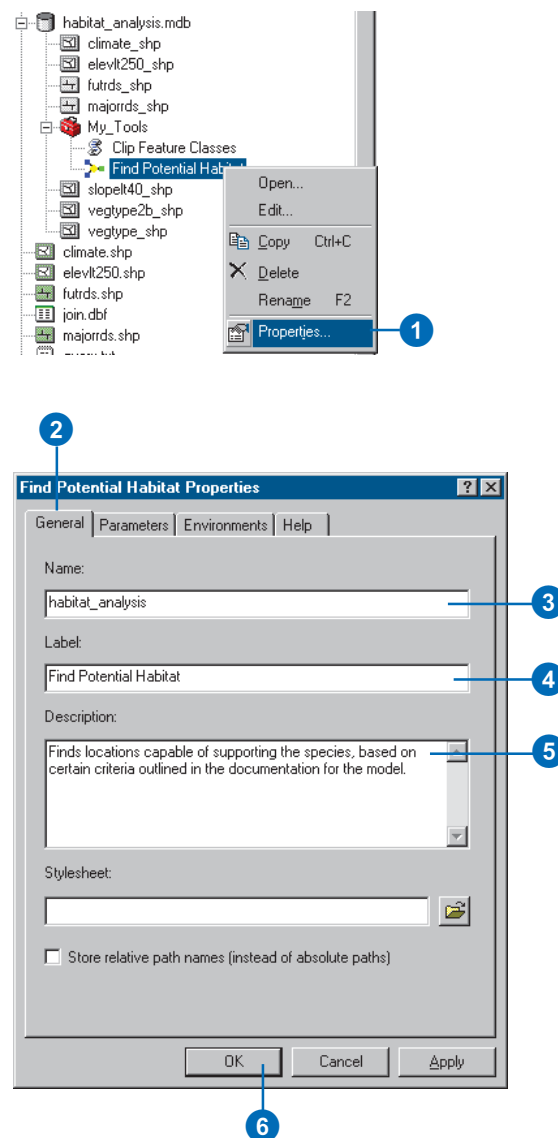 habitat_analysis.mdb
climate_shp
elevlt250_shp
futrds_shp
majorrds_shp
My_Tools
Clip Feature Classes
Find Potential Habitat
slopelt40_shp
vegtype2b_shp
vegtype_shp
climate.shp
elevlt250.shp
futrds.shp
join.dbf
majorrds.shp
Open...
Edit...
Copy Ctrl+C
Delete
Rename F2
Properties...
1
2
Find Potential Habitat Properties
General Parameters Environments Help
Name:
habitat_analysis
3
Label:
Find Potential Habitat
4
Description:
Finds locations capable of supporting the species, based on
certain criteria outlined in the documentation for the model.
5
Stylesheet:
Store relative path names (instead of absolute paths)
OK Cancel Apply
6